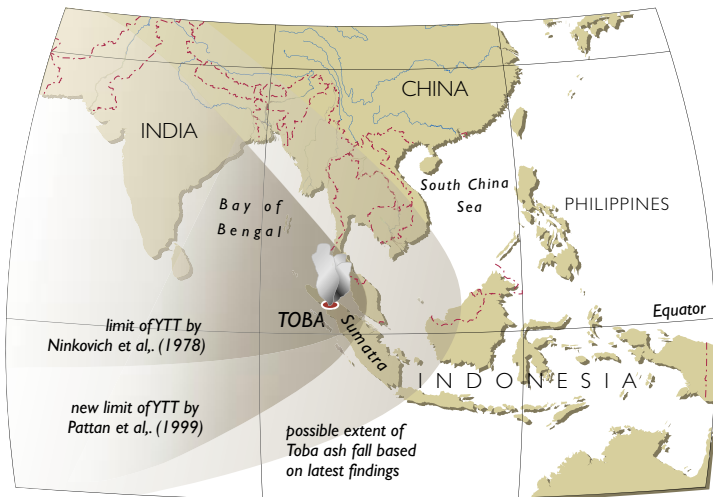 CHINA
INDIA
South China
Sea
Bay of
Bengal
PHILIPPINES
TOBA
Sumatra
Equator
limit of YTT by
Ninkovich et al,. (1978)
INDONESIA
new limit of YTT by
Pattan et al,. (1999)
possible extent of
Toba ash fall based
on latest findings